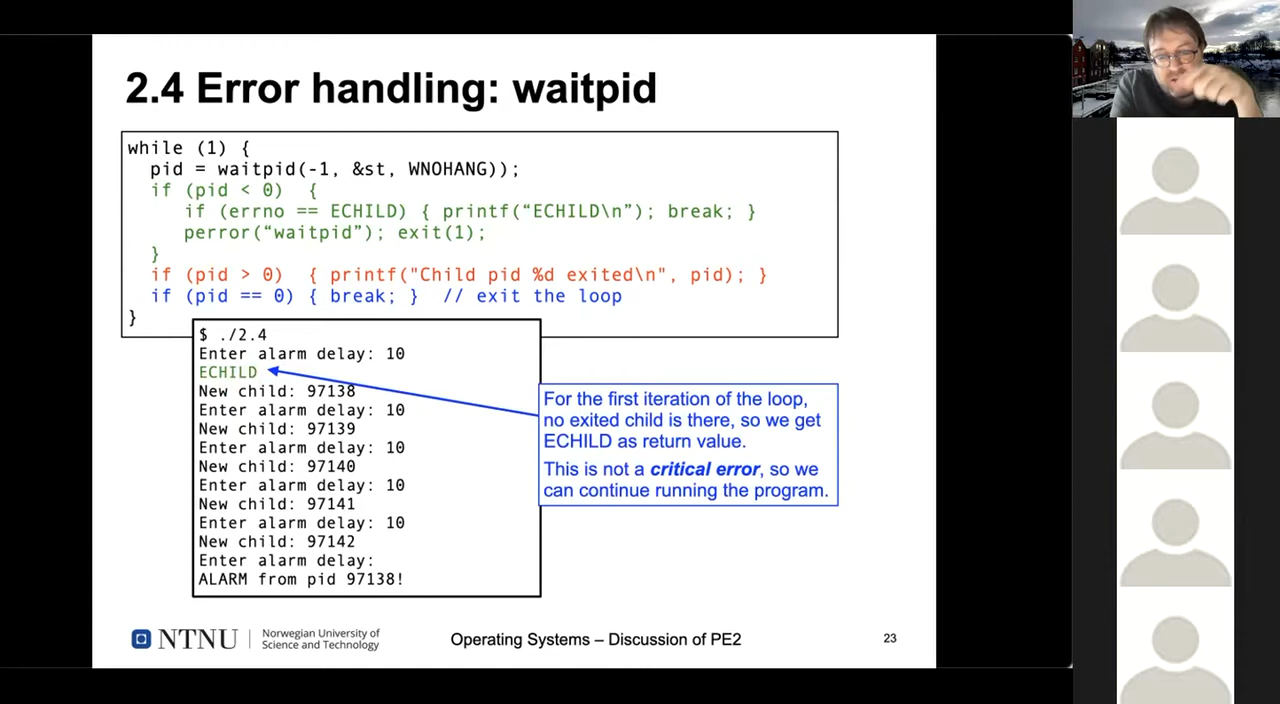 2.4 Error handling: waitpid
while (1) {
pid = waitpid(-1, &st, WNOHANG));
if (pid < 0) {
if (errno == ECHILD) { printf(“ECHILD\n”); break; }
perror(“waitpid”); exit(1);
}
if (pid > 0) { printf("Child pid %d exited\n", pid); }
if (pid == 0) { break; } // exit the loop
}
$ ./2.4
Enter alarm delay: 10
ECHILD
New child: 97138
Enter alarm delay: 10
New child: 97139
Enter alarm delay: 10
New child: 97140
Enter alarm delay: 10
New child: 97141
Enter alarm delay: 10
New child: 97142
Enter alarm delay:
ALARM from pid 97138!
For the first iteration of the loop,
no exited child is there, so we get
ECHILD as return value.
This is not a critical error, so we
can continue running the program.
NTNU
Norwegian University of
Science and Technology
Operating Systems – Discussion of PE2
23